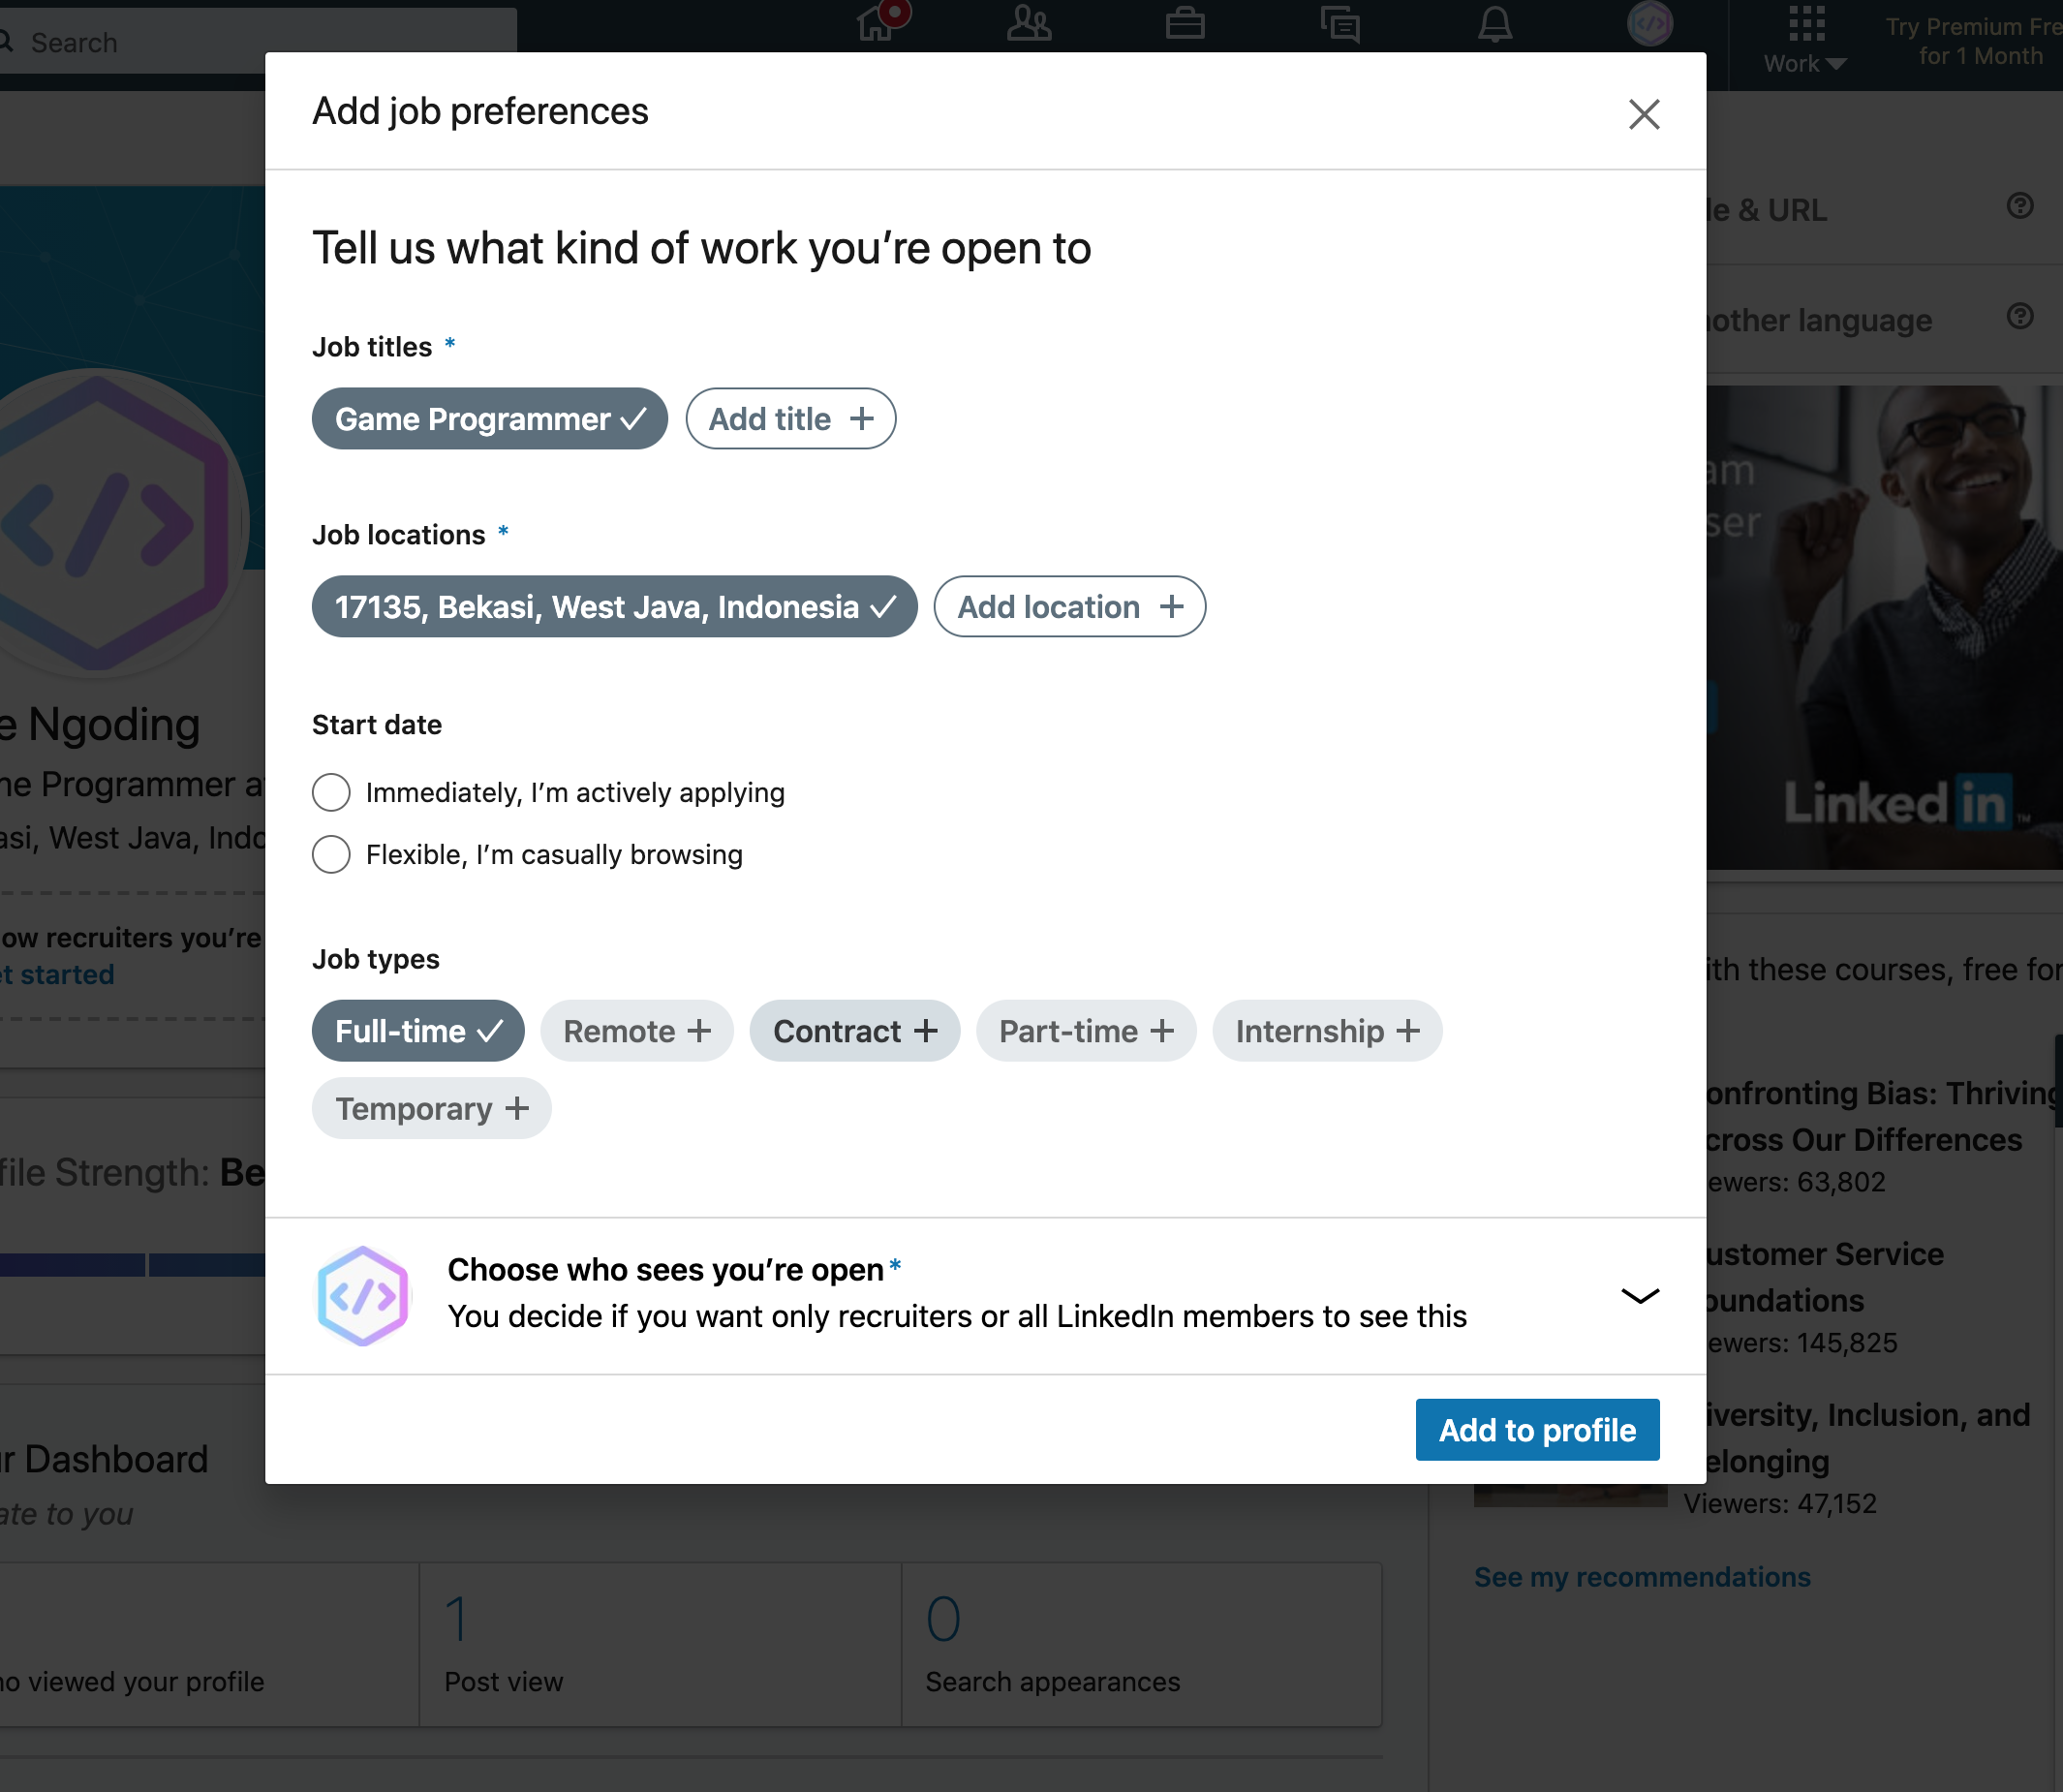 Search
Work
Try Premium Fre
for 1 Month
Add job preferences
Tell us what kind of work you’re open to
Job titles *
Game Programmer
Add title +
Job locations *
17135, Bekasi, West Java, Indonesia
Add location +
Start date
Immediately, I’m actively applying
Flexible, I’m casually browsing
Job types
Full-time
Remote +
Contract +
Part-time +
Internship +
Temporary +
Choose who sees you’re open*
You decide if you want only recruiters or all LinkedIn members to see this
Add to profile
e Ngoding
ne Programmer a
asi, West Java, Indo
ow recruiters you’re
et started
file Strength: Be
r Dashboard
ate to you
no viewed your profile
1
Post view
0
Search appearances
le & URL
nother language
am
ser
LinkedIn TM
ith these courses, free for
onfronting Bias: Thriving
cross Our Differences
ewers: 63,802
ustomer Service
oundations
ewers: 145,825
iversity, Inclusion, and
elonging
Viewers: 47,152
See my recommendations